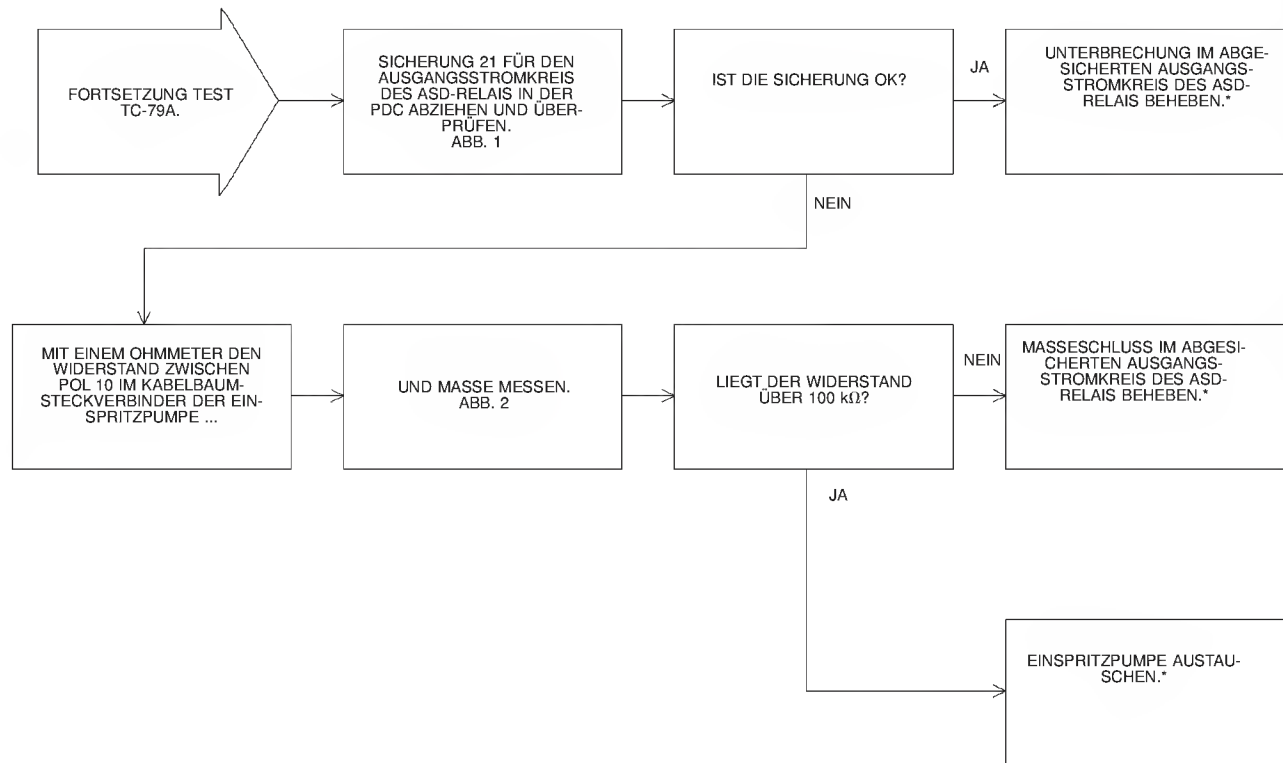 FORTSETZUNG TEST
TC-79A.
SICHERUNG 21 FÜR DEN
AUSGANGSSTROMKREIS
DES ASD-RELAIS IN DER
PDC ABZIEHEN UND ÜBER-
PRÜFEN.
ABB. 1
IST DIE SICHERUNG OK?
JA
UNTERBRECHUNG IM ABGE-
SICHERTEN AUSGANGS-
STROMKREIS DES ASD-
RELAIS BEHEBEN.*
NEIN
MIT EINEM OHMMETER DEN
WIDERSTAND ZWISCHEN
POL 10 IM KABELBAUM-
STECKVERBINDER DER EIN-
SPRITZPUMPE ...
UND MASSE MESSEN.
ABB. 2
LIEGT DER WIDERSTAND
ÜBER 100 kΩ?
NEIN
MASSESCHLUSS IM ABGESI-
CHERTEN AUSGANGS-
STROMKREIS DES ASD-
RELAIS BEHEBEN.*
JA
EINSPRITZPUMPE AUSTAU-
SCHEN.*